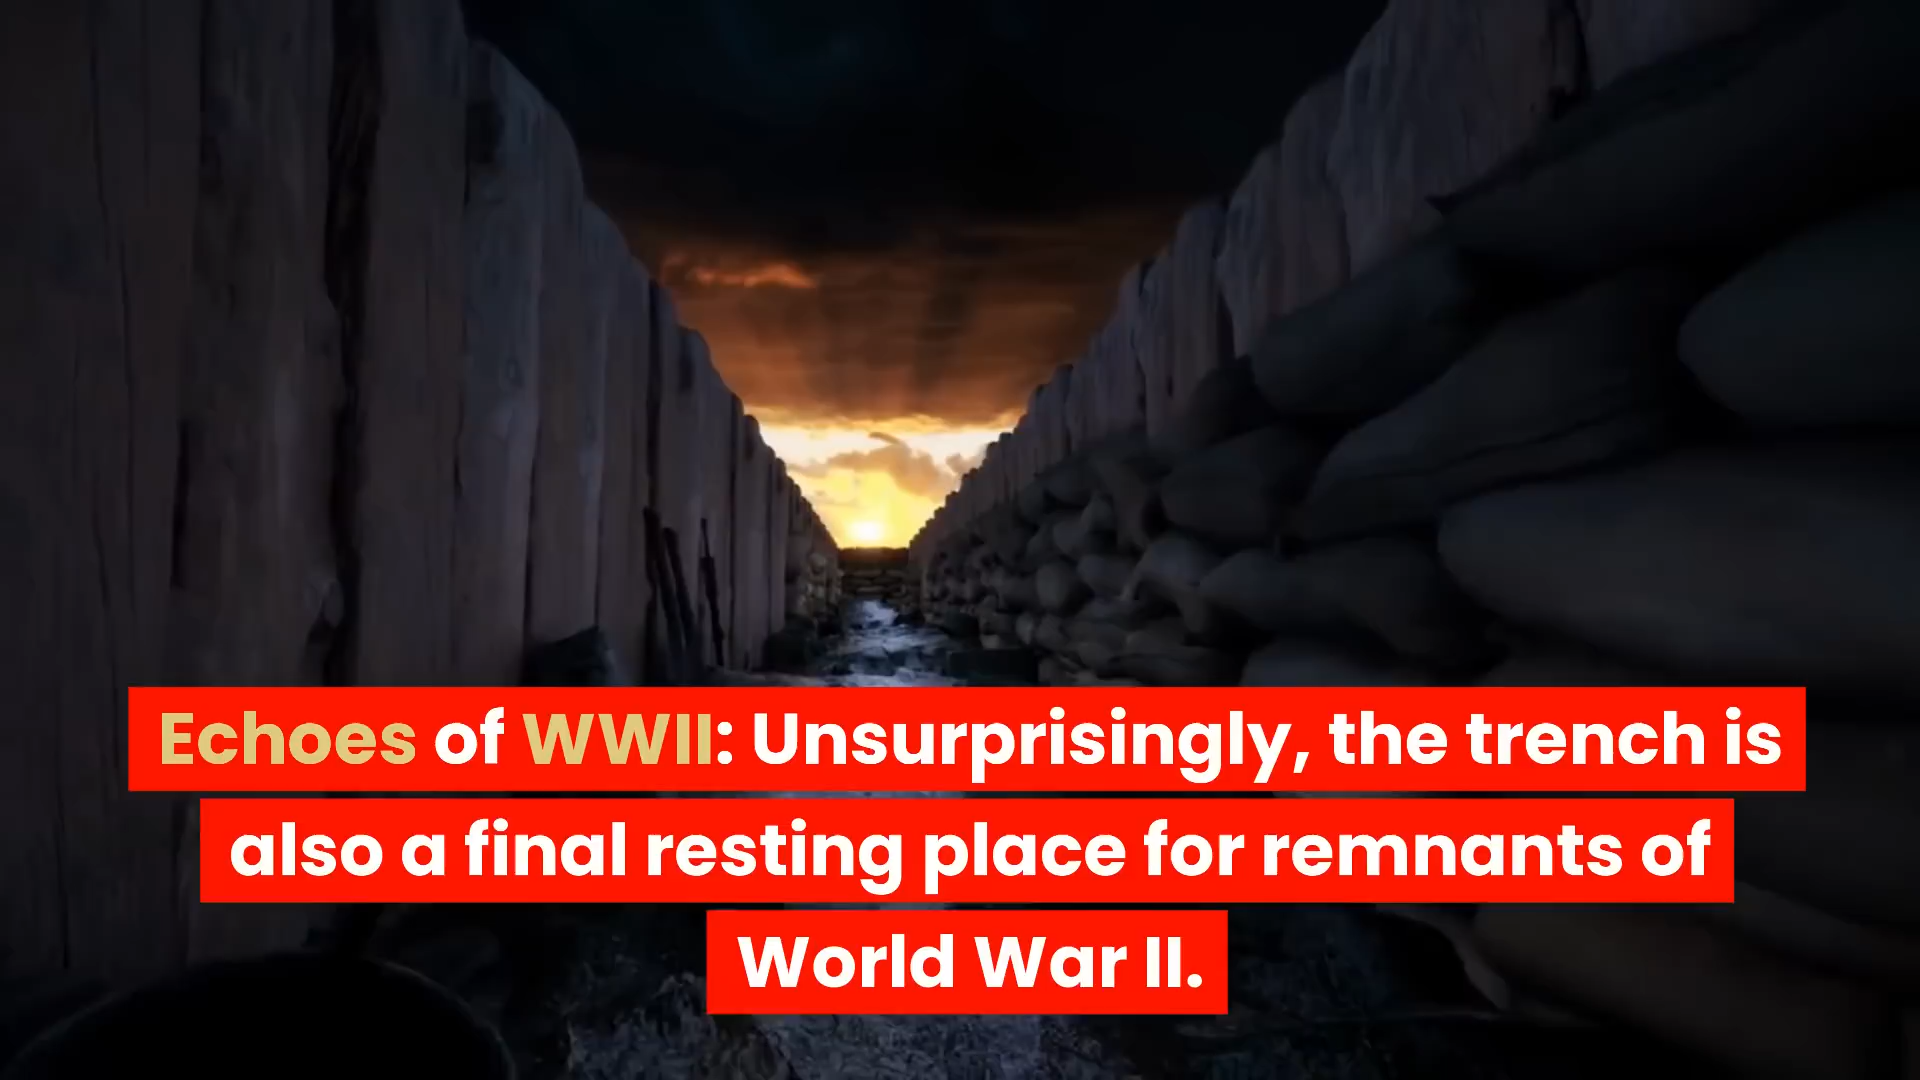 Echoes of WWII: Unsurprisingly, the trench is
also a final resting place for remnants of
World War II.